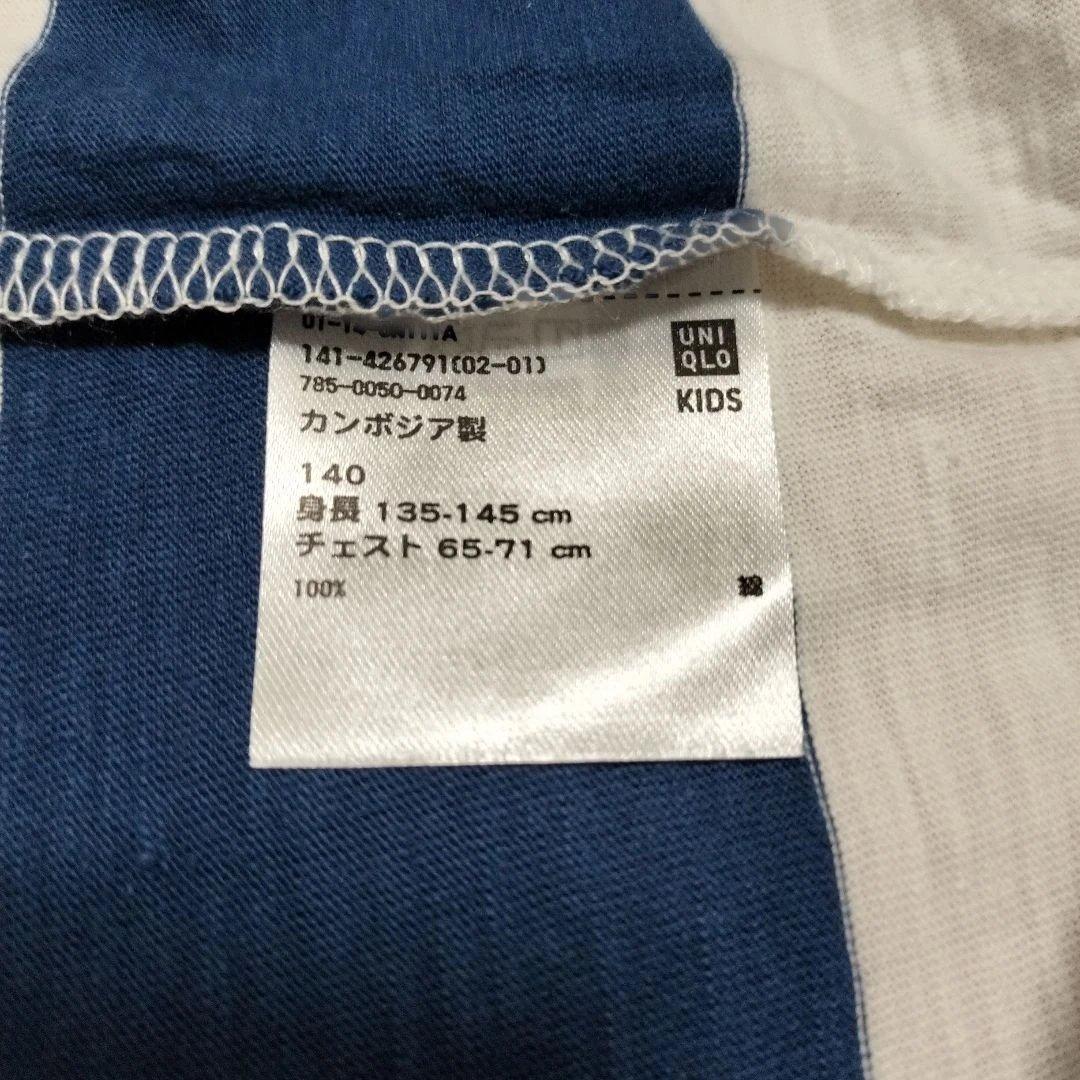 141-426791(02-01)
785-0050-0074
カンボジア製
140
身長 135-145 cm
チェスト 65-71 cm
100% 綿
UNI
QLO
KIDS